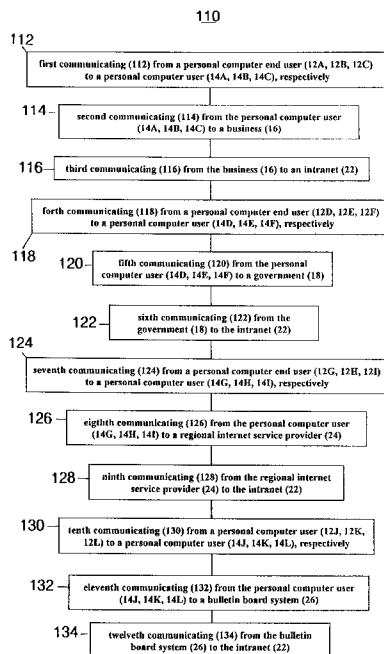 110
112
first communicating (112) from a personal computer end user (12A, 12B, 12C)
to a personal computer user (14A, 14B, 14C), respectively
114
second communicating (114) from the personal computer user
(14A, 14B, 14C) to a business (16)
116
third communicating (116) from the business (16) to an intranet (22)
forth communicating (118) from a personal computer end user (12D, 12E, 12F)
to a personal computer user (14D, 14E, 14F), respectively
118
120
fifth communicating (120) from the personal
computer user (14D, 14E, 14F) to a government (18)
122
sixth communicating (122) from the
government (18) to the intranet (22)
124
seventh communicating (124) from a personal computer end user (12G, 12H, 12I)
to a personal computer user (14G, 14H, 14I), respectively
126
eigthth communicating (126) from the personal computer user
(14G, 14H, 14I) to a regional internet service provider (24)
128
ninth communicating (128) from the regional internet
service provider (24) to the intranet (22)
130
tenth communicating (130) from a personal computer user (12J, 12K,
12L) to a personal computer user (14J, 14K, 14L), respectively
132
eleventh communicating (132) from the personal computer user
(14J, 14K, 14L) to a bulletin board system (26)
134
twelveth communicating (134) from the bulletin
board system (26) to the intranet (22)